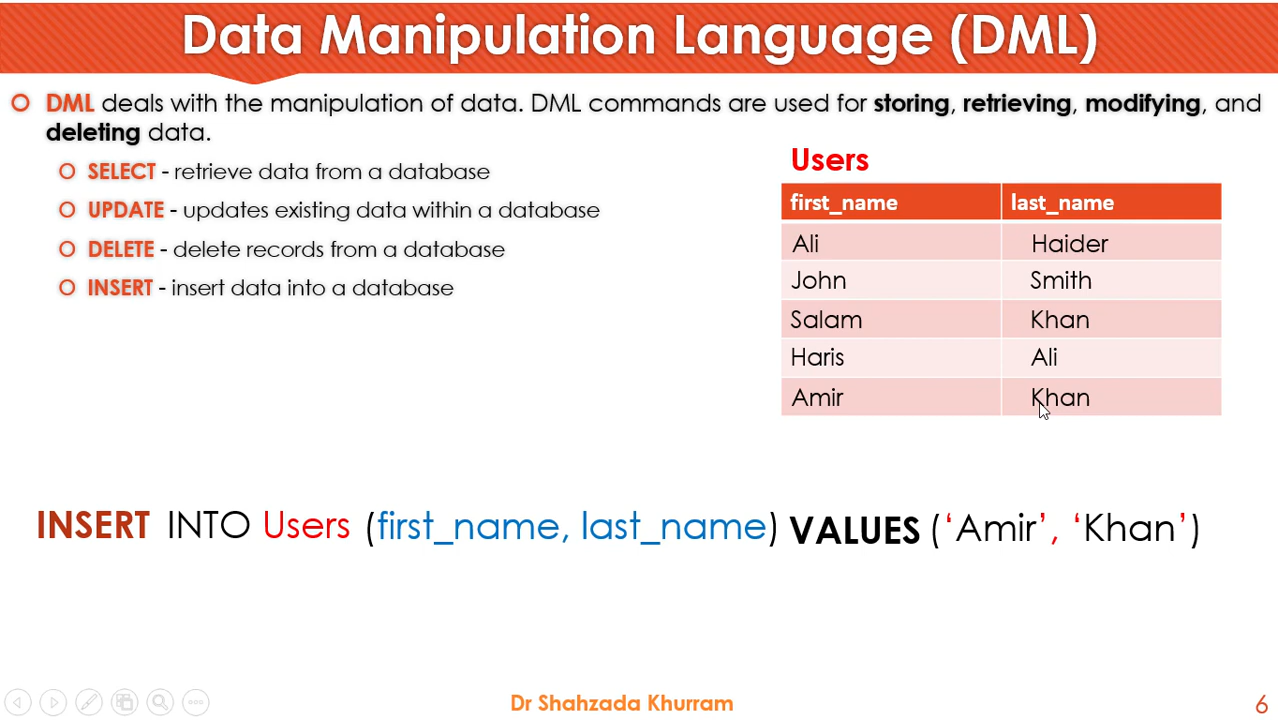 Data Manipulation Language (DML)
DML deals with the manipulation of data. DML commands are used for storing, retrieving, modifying, and
deleting data.
SELECT - retrieve data from a database
UPDATE - updates existing data within a database
DELETE - delete records from a database
INSERT - insert data into a database
Users
first_name last_name
Ali Haider
John Smith
Salam Khan
Haris Ali
Amir Khan
INSERT INTO Users (first_name, last_name) VALUES (‘Amir’, ‘Khan’)
Dr Shahzada Khurram
6